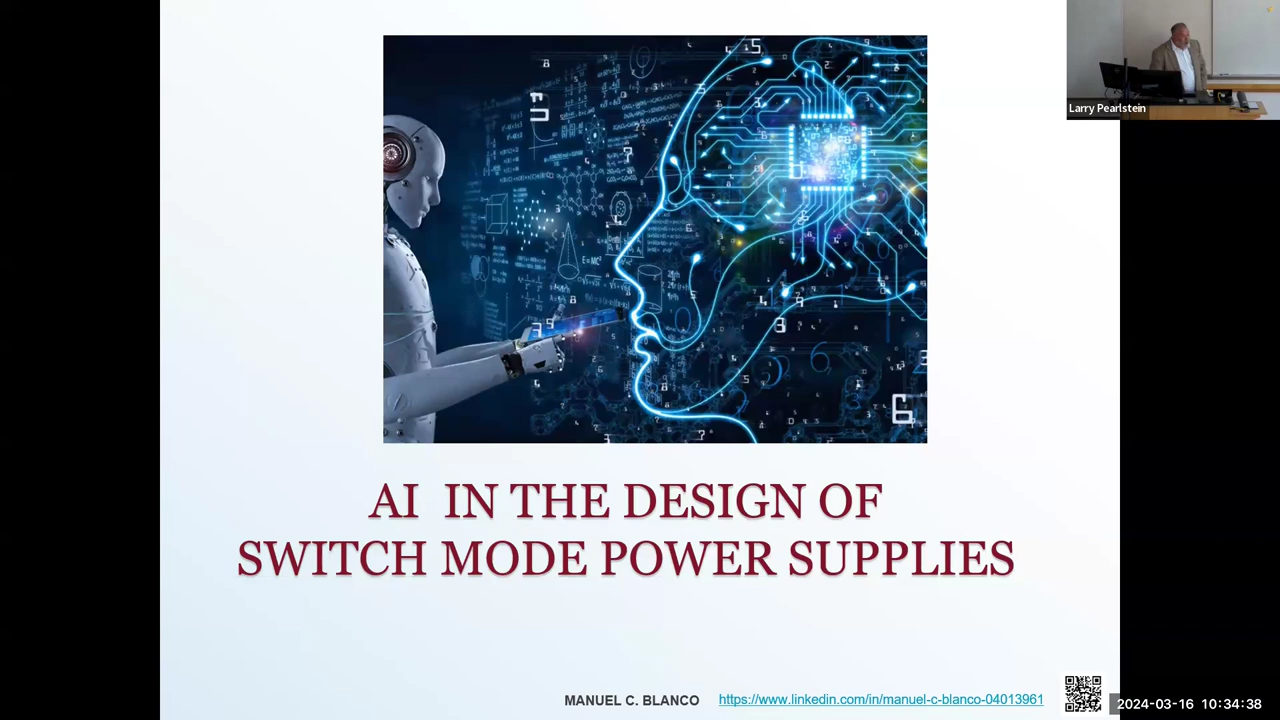 Larry Pearlstein
E=MC²
AI IN THE DESIGN OF
SWITCH MODE POWER SUPPLIES
MANUEL C. BLANCO https://www.linkedin.com/in/manuel-c-blanco-04013961
2024-03-16 10:34:38